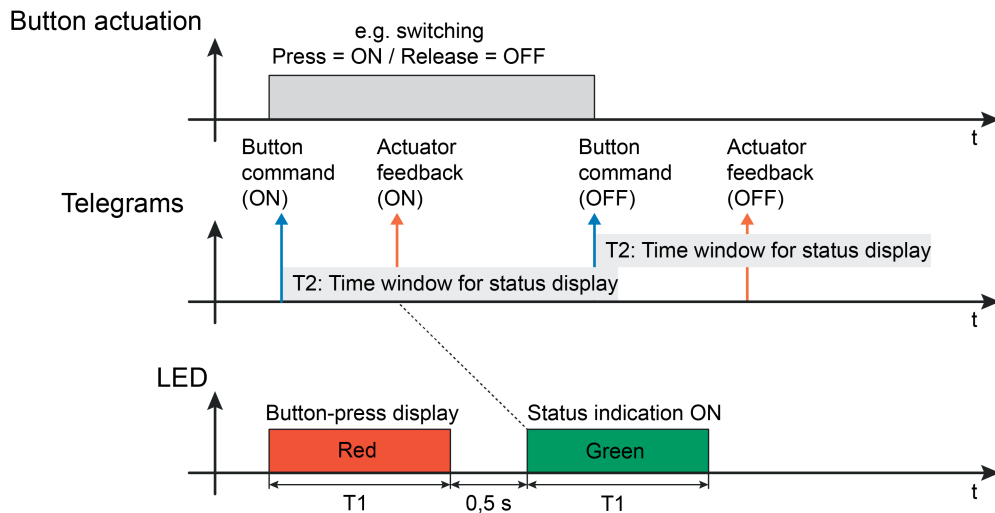 Button actuation
e.g. switching
Press = ON / Release = OFF
t
Button
command
(ON)
Actuator
feedback
(ON)
Button
command
(OFF)
Actuator
feedback
(OFF)
Telegrams
T2: Time window for status display
T2: Time window for status display
t
LED
Button-press display
Status indication ON
Red
Green
T1
0,5 s
T1
t